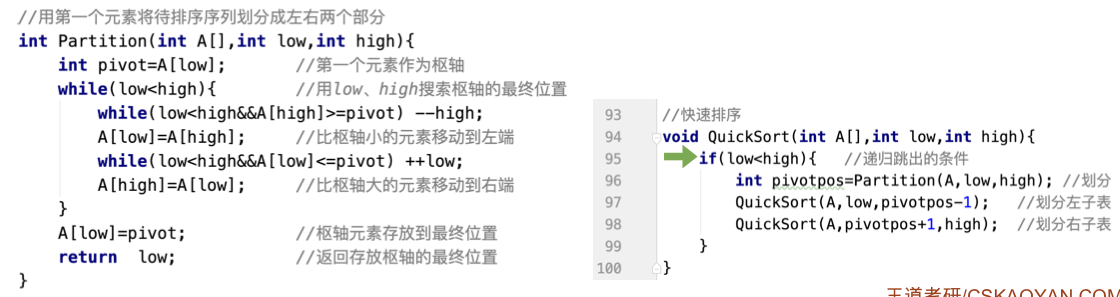 //用第一个元素将待排序序列划分成左右两个部分
int Partition(int A[],int low,int high){
int pivot=A[low]; //第一个元素作为枢轴
while(low<high){ //用low、high搜索枢轴的最终位置
while(low<high&&A[high]>=pivot) --high;
A[low]=A[high]; //比枢轴小的元素移动到左端
while(low<high&&A[low]<=pivot) ++low;
A[high]=A[low]; //比枢轴大的元素移动到右端
}
A[low]=pivot; //枢轴元素存放到最终位置
return low; //返回存放枢轴的最终位置
}
93 //快速排序
94 void QuickSort(int A[],int low,int high){
95 if(low<high){ //递归跳出的条件
96 int pivotpos=Partition(A,low,high); //划分
97 QuickSort(A,low,pivotpos-1); //划分左子表
98 QuickSort(A,pivotpos+1,high); //划分右子表
99 }
100 }
王道考研/CSKAOYAN.COM